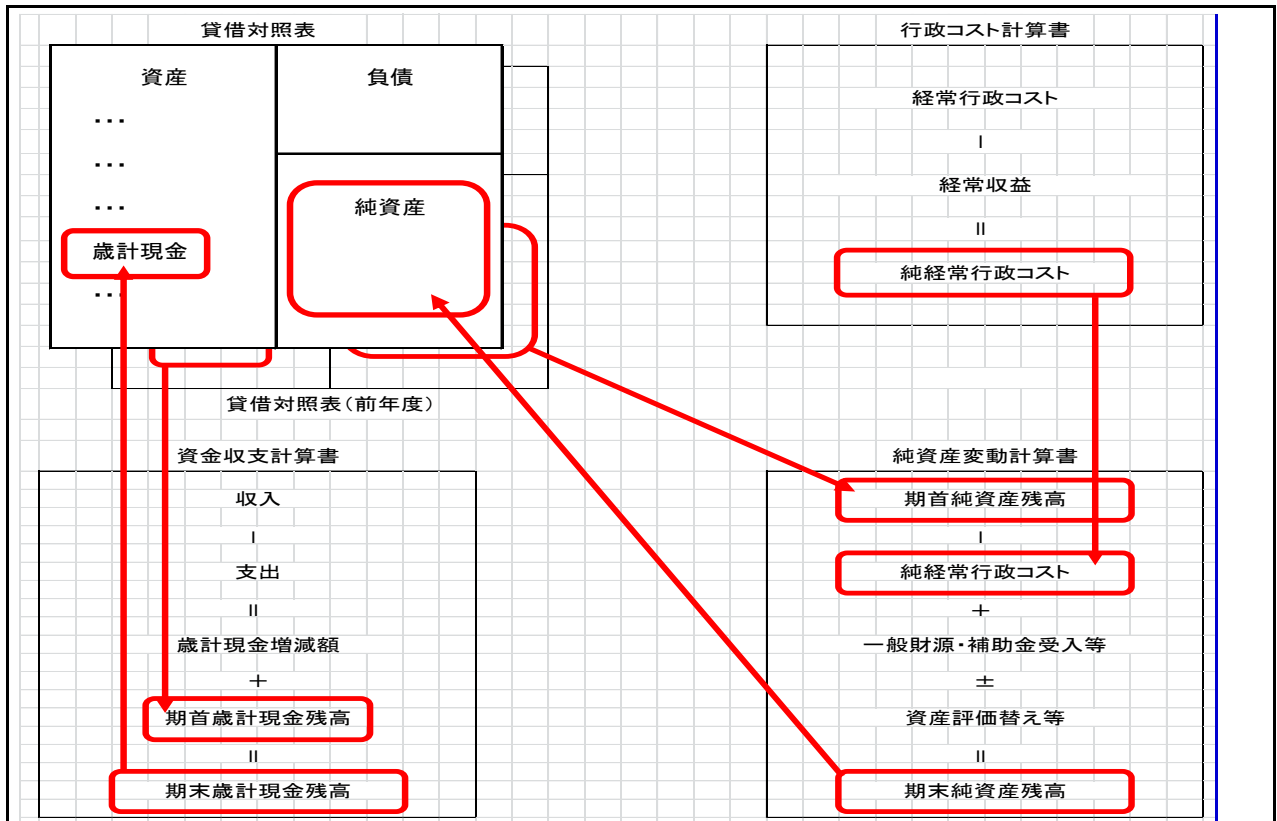 貸借対照表
資産
負債
・・・
・・・
・・・
純資産
歳計現金
・・・
貸借対照表(前年度)
行政コスト計算書
経常行政コスト
−
経常収益
=
純経常行政コスト
資金収支計算書
収入
−
支出
=
歳計現金増減額
+
期首歳計現金残高
=
期末歳計現金残高
純資産変動計算書
期首純資産残高
−
純経常行政コスト
+
一般財源・補助金受入等
±
資産評価替え等
=
期末純資産残高